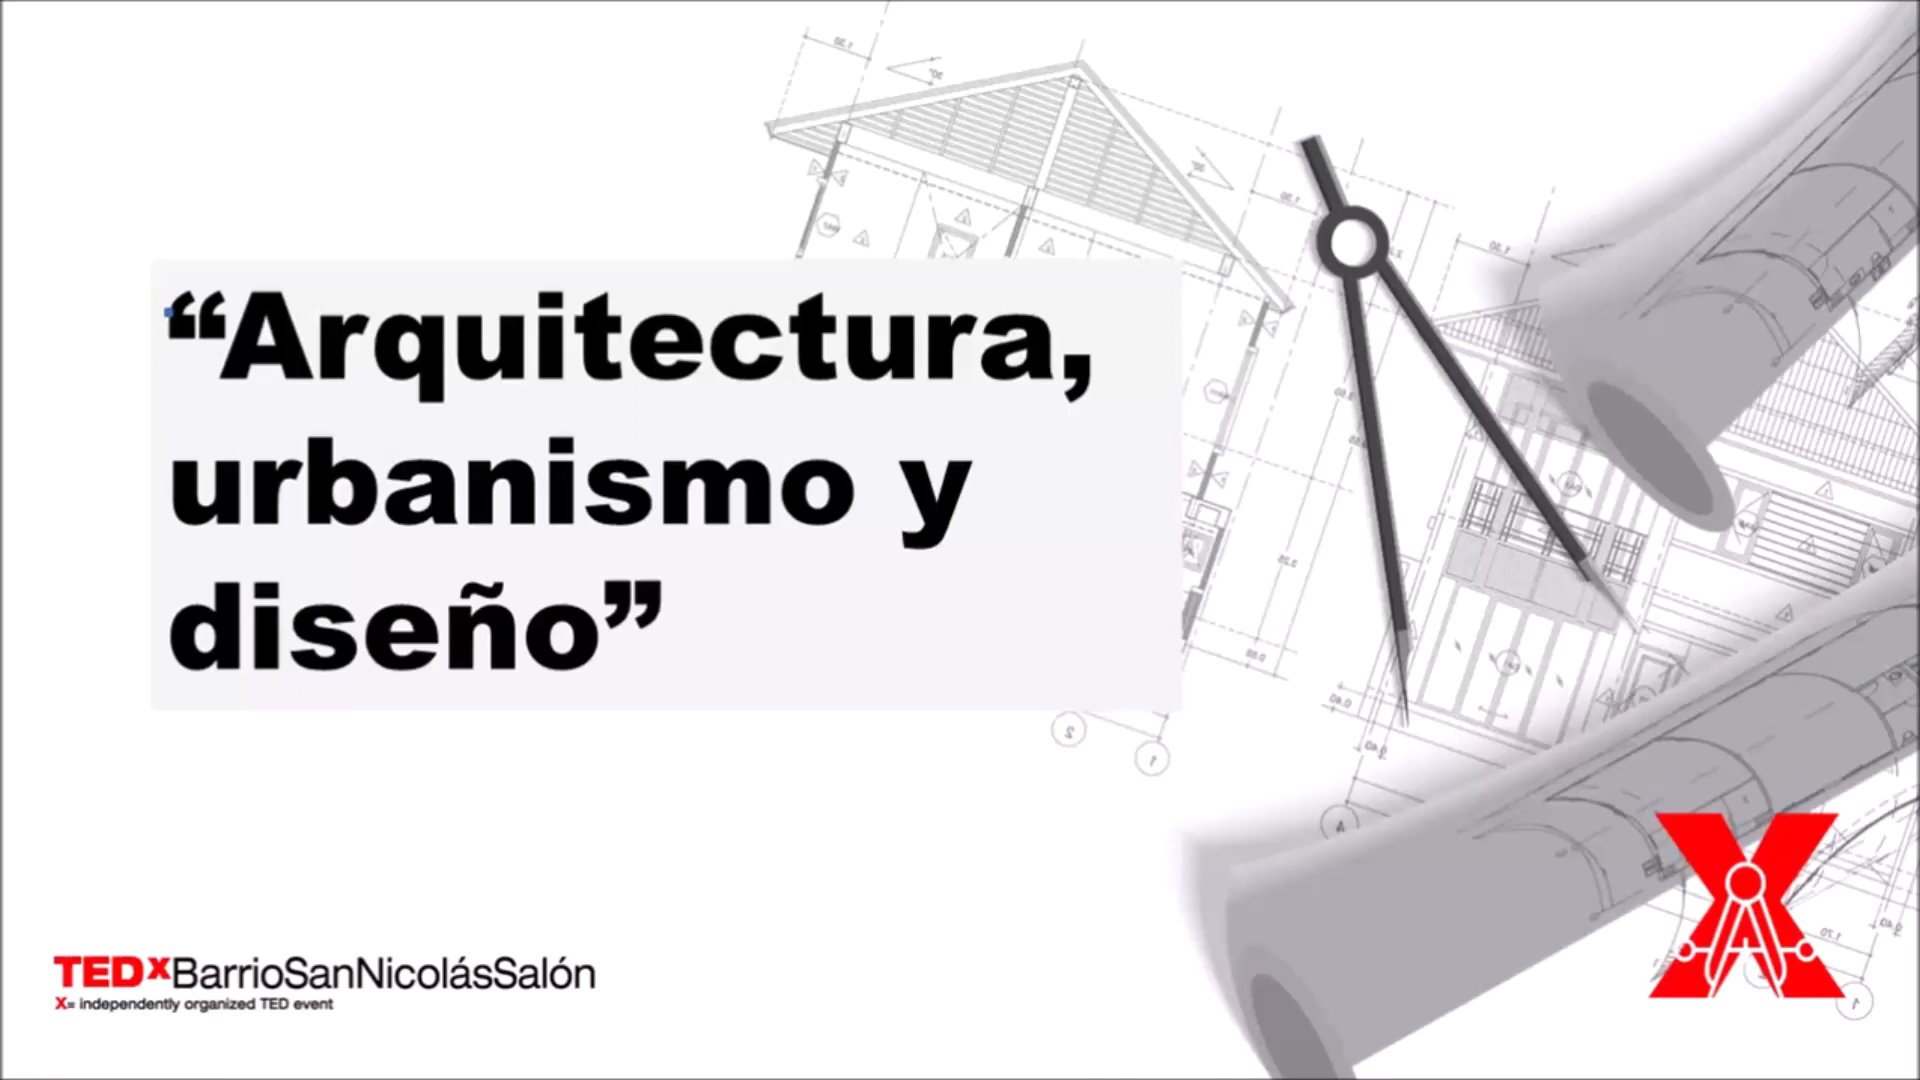 “Arquitectura,
urbanismo y
diseño”
TEDxBarrioSanNicolásSalón
X= independently organized TED event